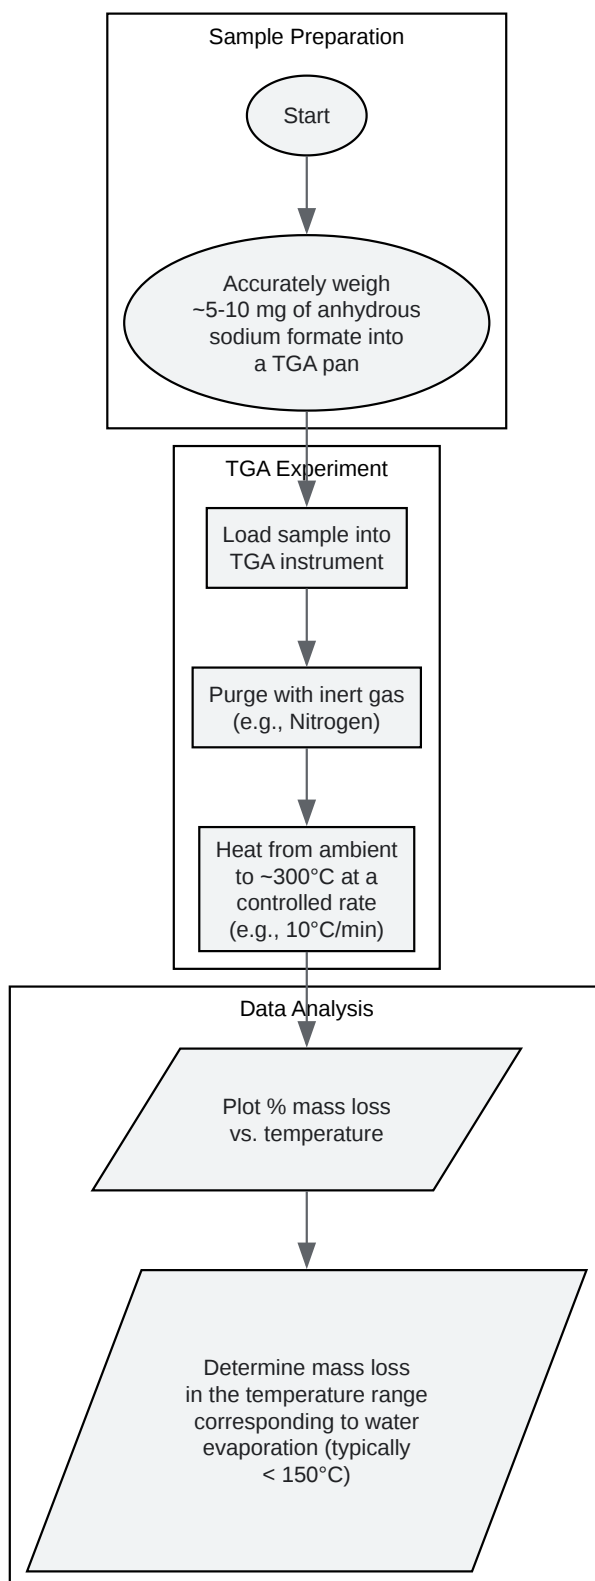 Sample Preparation
Start
Accurately weigh
~5-10 mg of anhydrous
sodium formate into
a TGA pan
TGA Experiment
Load sample into
TGA instrument
Purge with inert gas
(e.g., Nitrogen)
Heat from ambient
to ~300°C at a
controlled rate
(e.g., 10°C/min)
Data Analysis
Plot % mass loss
vs. temperature
Determine mass loss
in the temperature range
corresponding to water
evaporation (typically
< 150°C)